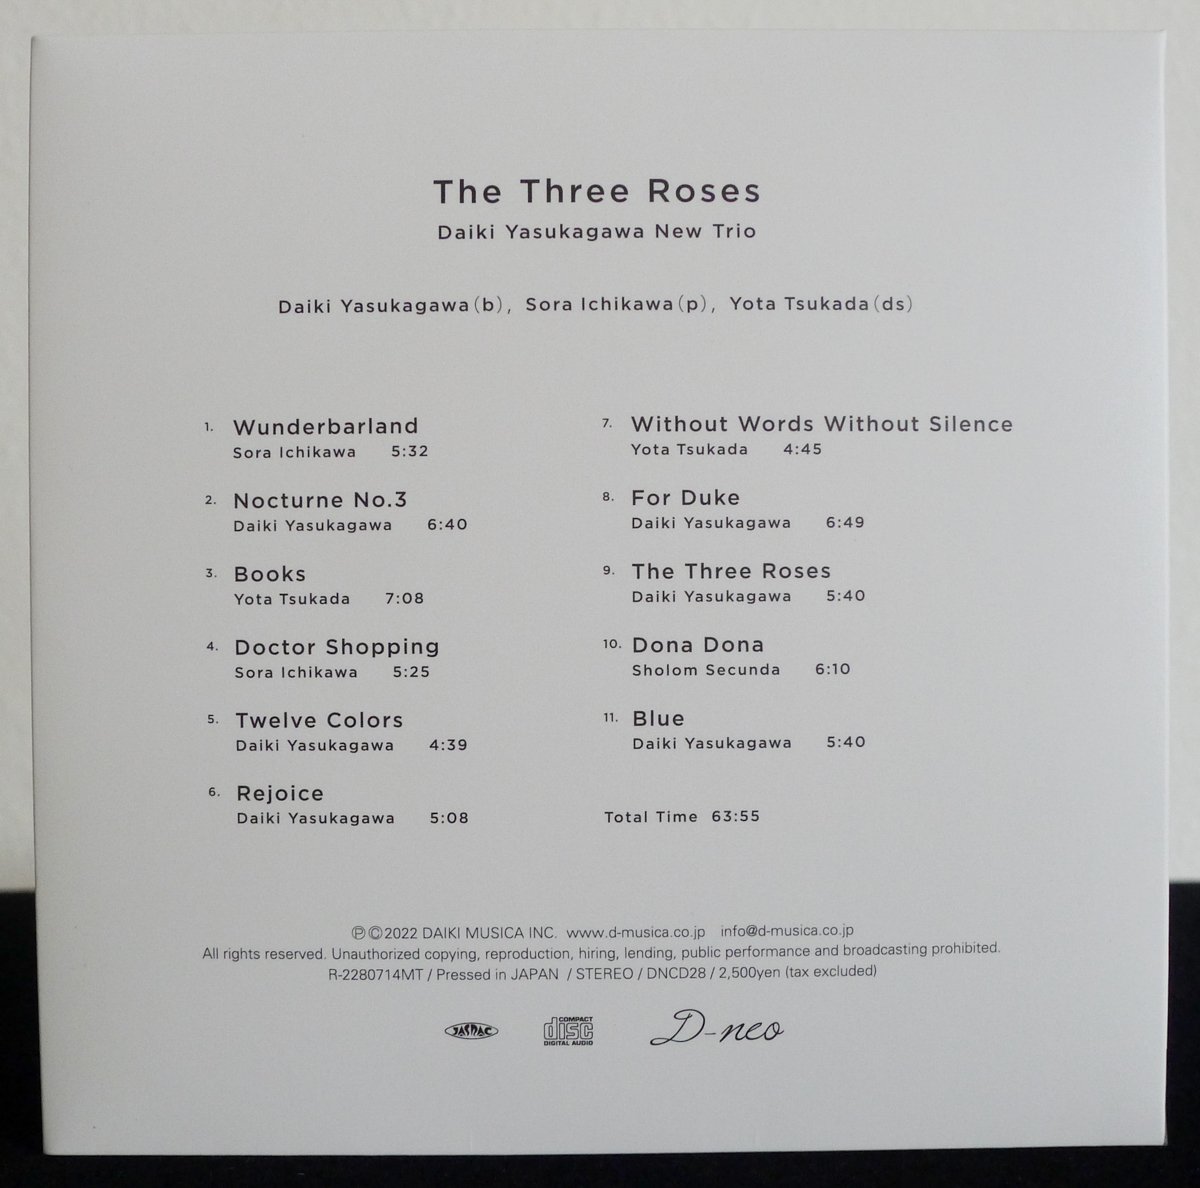 The Three Roses
Daiki Yasukagawa New Trio
Daiki Yasukagawa(b), Sora Ichikawa(p), Yota Tsukada(ds)
1. Wunderbarland
Sora Ichikawa 5:32
2. Nocturne No.3
Daiki Yasukagawa 6:40
3. Books
Yota Tsukada 7:08
4. Doctor Shopping
Sora Ichikawa 5:25
5. Twelve Colors
Daiki Yasukagawa 4:39
6. Rejoice
Daiki Yasukagawa 5:08
7. Without Words Without Silence
Yota Tsukada 4:45
8. For Duke
Daiki Yasukagawa 6:49
9. The Three Roses
Daiki Yasukagawa 5:40
10. Dona Dona
Sholom Secunda 6:10
11. Blue
Daiki Yasukagawa 5:40
Total Time 63:55
℗©2022 DAIKI MUSICA INC. www.d-musica.co.jp info@d-musica.co.jp
All rights reserved. Unauthorized copying, reproduction, hiring, lending, public performance and broadcasting prohibited.
R-2280714MT / Pressed in JAPAN / STEREO / DNCD28 / 2,500yen (tax excluded)
JASRAC
COMPACT
disc
DIGITAL AUDIO
D-neo